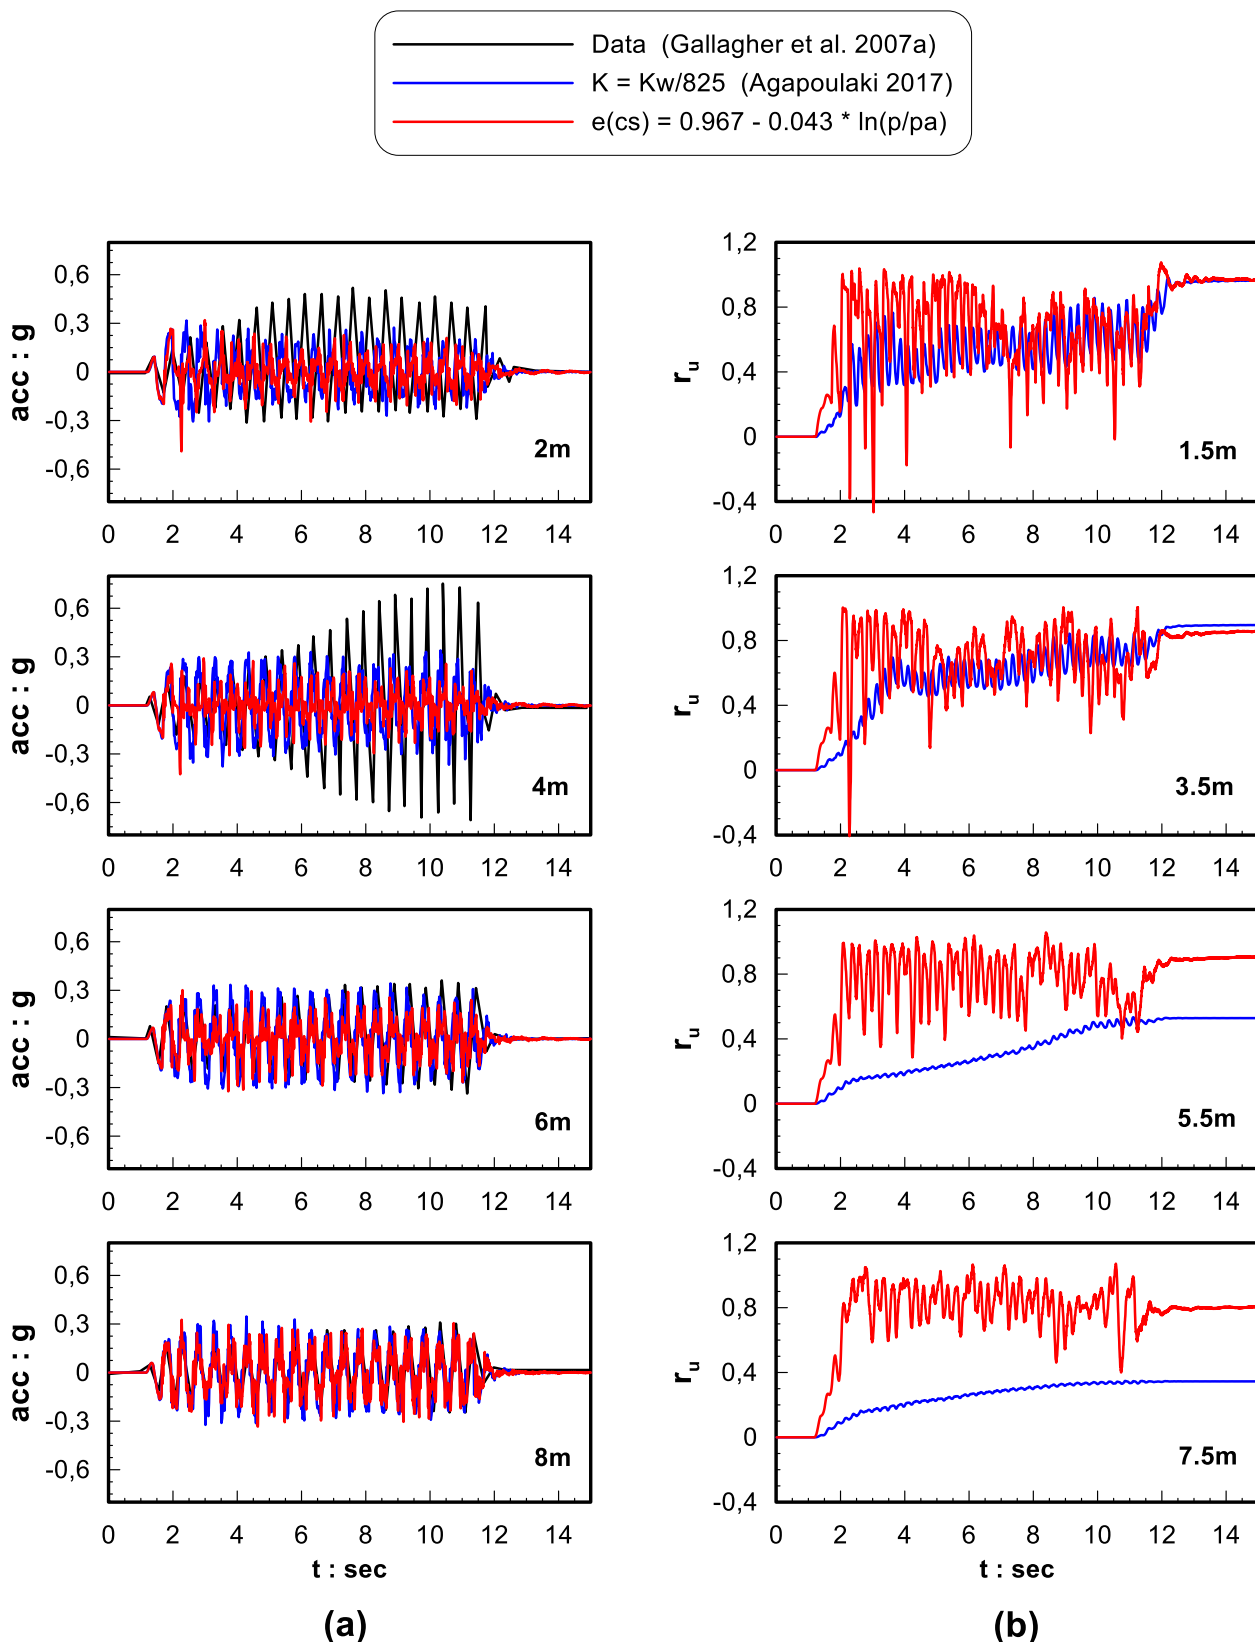 Data  (Gallagher et al. 2007a)
K = Kw/825  (Agapoulaki 2017)
e(cs) = 0.967 - 0.043 * ln(p/pa)
acc : g
0,6
0.3
0
-0.3
-0,6
2m
0 2 4 6 8 10 12 14
r_u
1,2
0,8
0,4
0
-0,4
1.5m
0 2 4 6 8 10 12 14
acc : g
0,6
0.3
0
-0.3
-0,6
4m
0 2 4 6 8 10 12 14
r_u
1,2
0,8
0,4
0
-0,4
3.5m
0 2 4 6 8 10 12 14
acc : g
0,6
0.3
0
-0.3
-0,6
6m
0 2 4 6 8 10 12 14
r_u
1,2
0,8
0,4
0
-0,4
5.5m
0 2 4 6 8 10 12 14
acc : g
0,6
0.3
0
-0.3
-0,6
8m
0 2 4 6 8 10 12 14
t : sec
(a)
r_u
1,2
0,8
0,4
0
-0,4
7.5m
0 2 4 6 8 10 12 14
t : sec
(b)